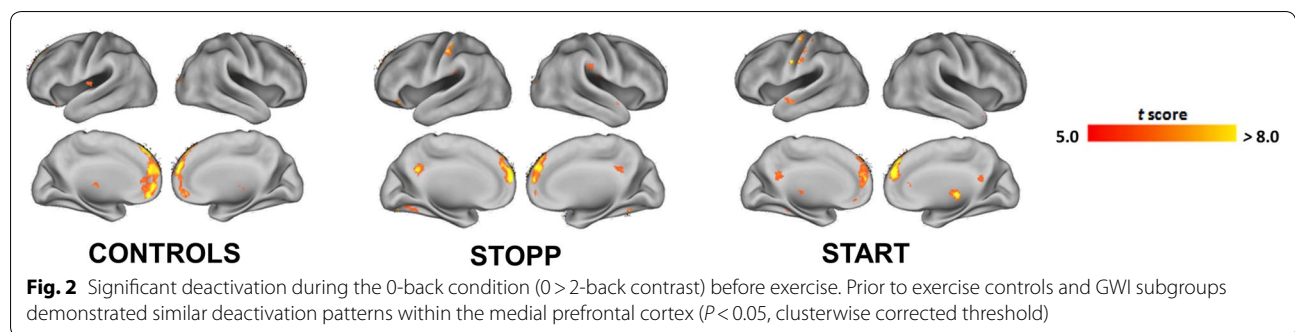 t score
5.0 > 8.0
CONTROLS STOPP START
Fig. 2 Significant deactivation during the 0-back condition (0 > 2-back contrast) before exercise. Prior to exercise controls and GWI subgroups
demonstrated similar deactivation patterns within the medial prefrontal cortex (P < 0.05, clusterwise corrected threshold)